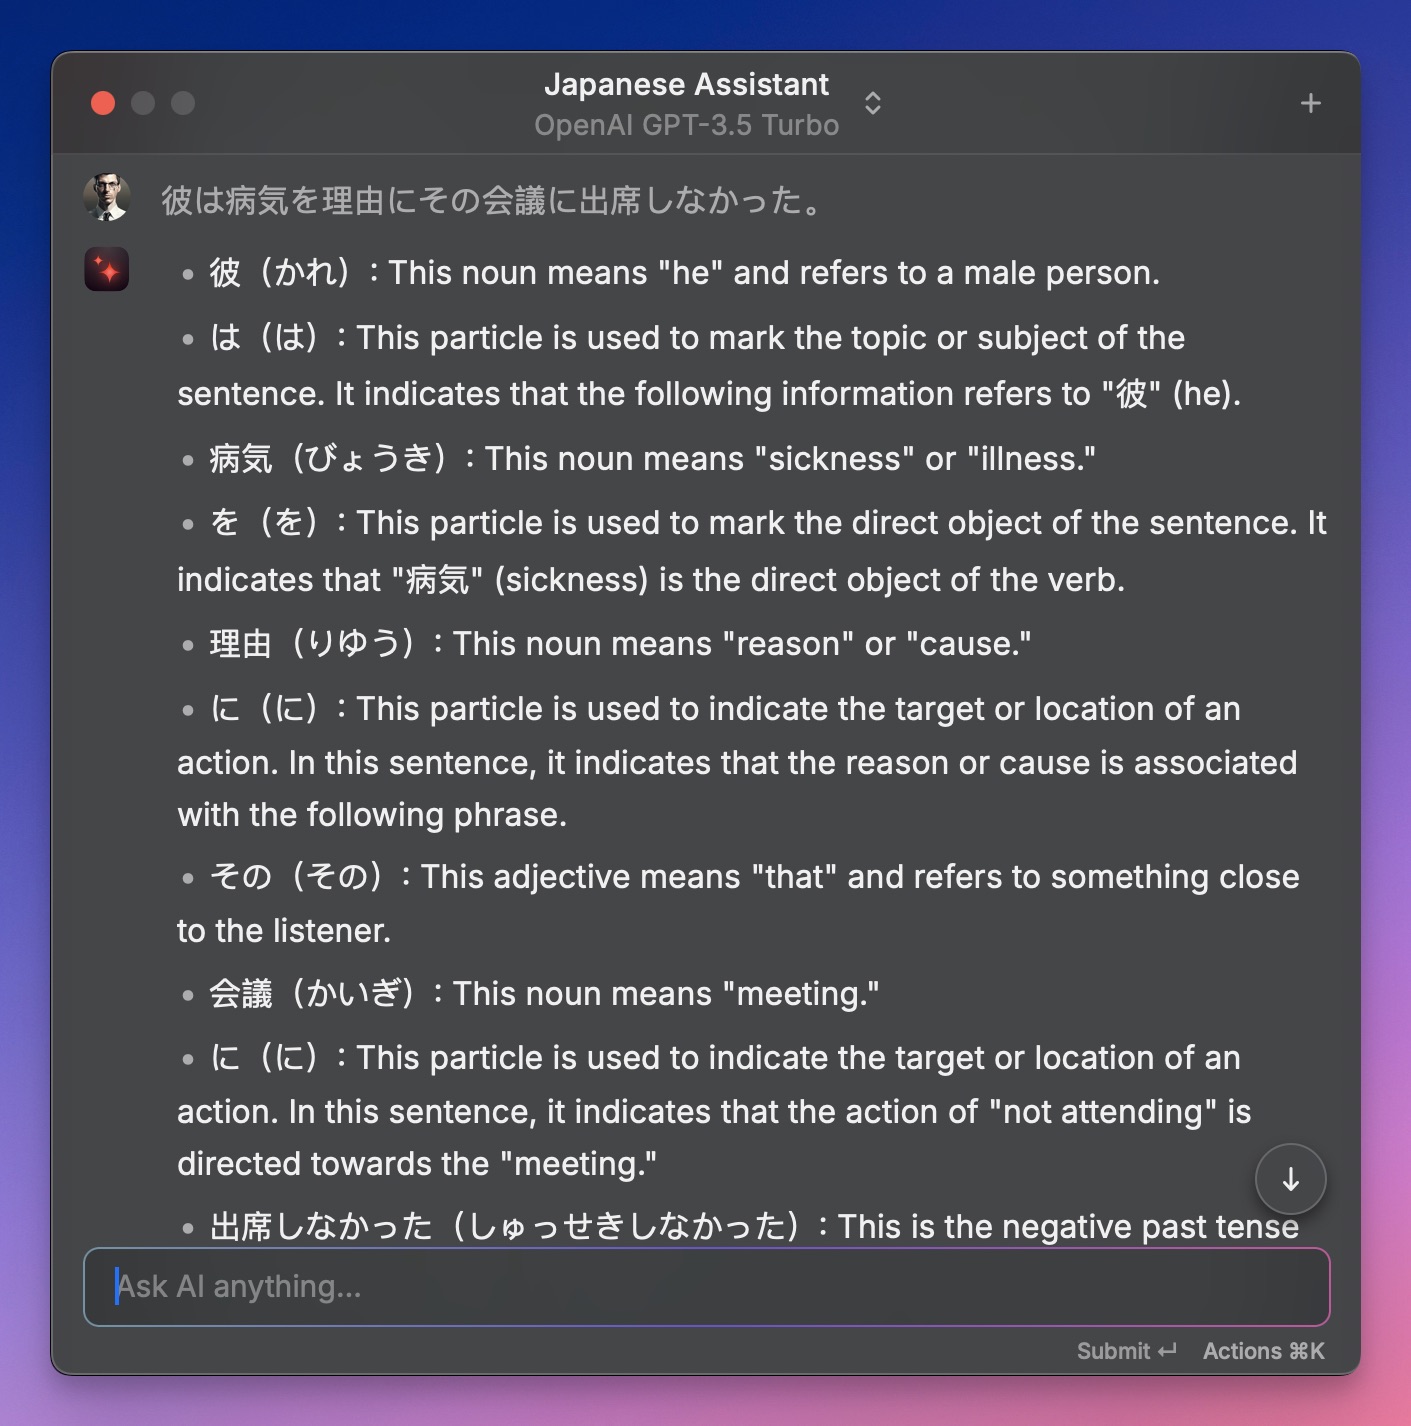 Japanese Assistant
OpenAI GPT-3.5 Turbo
彼は病気を理由にその会議に出席しなかった。
• 彼（かれ）: This noun means "he" and refers to a male person.
• は（は）: This particle is used to mark the topic or subject of the
sentence. It indicates that the following information refers to "彼" (he).
• 病気（びょうき）: This noun means "sickness" or "illness."
• を（を）: This particle is used to mark the direct object of the sentence. It
indicates that "病気" (sickness) is the direct object of the verb.
• 理由（りゆう）: This noun means "reason" or "cause."
• に（に）: This particle is used to indicate the target or location of an
action. In this sentence, it indicates that the reason or cause is associated
with the following phrase.
• その（その）: This adjective means "that" and refers to something close
to the listener.
• 会議（かいぎ）: This noun means "meeting."
• に（に）: This particle is used to indicate the target or location of an
action. In this sentence, it indicates that the action of "not attending" is
directed towards the "meeting."
• 出席しなかった（しゅっせきしなかった）: This is the negative past tense
Ask AI anything...
Submit ↵ Actions ⌘K